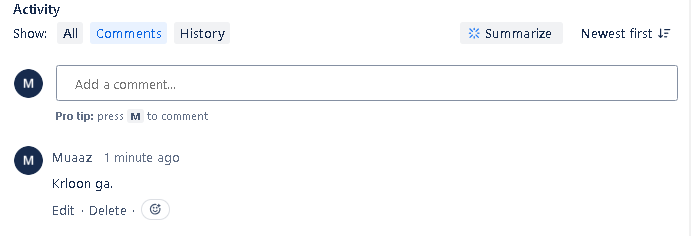 Activity
Show: All Comments History Summarize Newest first
M Add a comment...
Pro tip: press M to comment
M Muaaz 1 minute ago
Krloon ga.
Edit · Delete ·